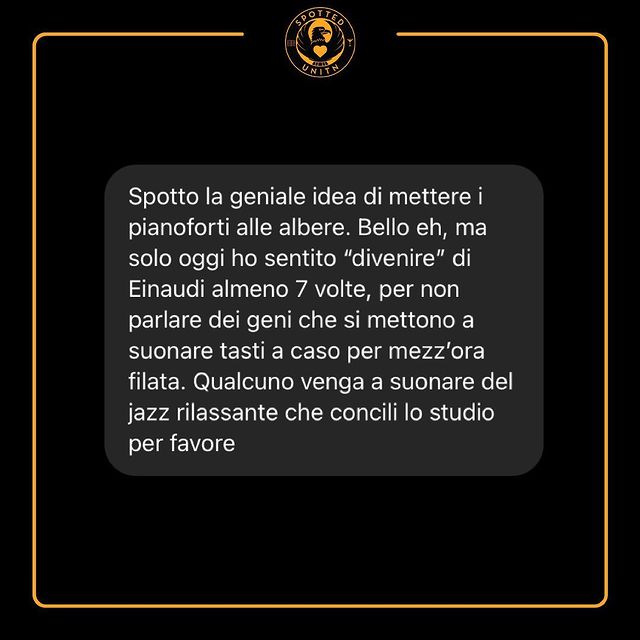 SPOTTED
UNITN
Spotto la geniale idea di mettere i
pianoforti alle albere. Bello eh, ma
solo oggi ho sentito “divenire” di
Einaudi almeno 7 volte, per non
parlare dei geni che si mettono a
suonare tasti a caso per mezz’ora
filata. Qualcuno venga a suonare del
jazz rilassante che concili lo studio
per favore